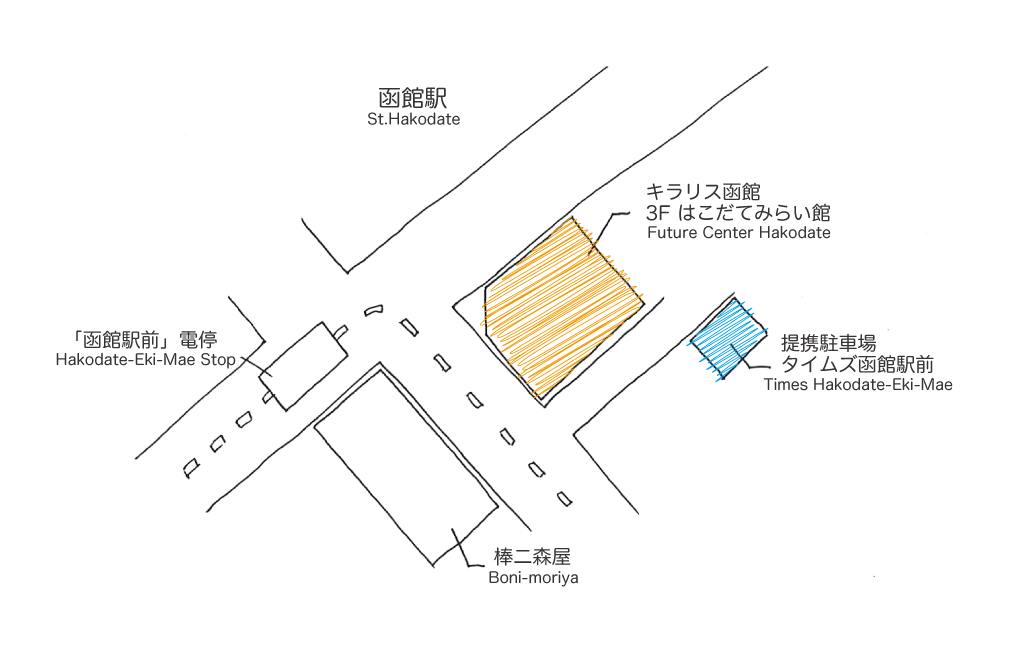 函館駅
St.Hakodate
キラリス函館
3F はこだてみらい館
Future Center Hakodate
「函館駅前」電停
Hakodate-Eki-Mae Stop
提携駐車場
タイムズ函館駅前
Times Hakodate-Eki-Mae
棒二森屋
Boni-moriya